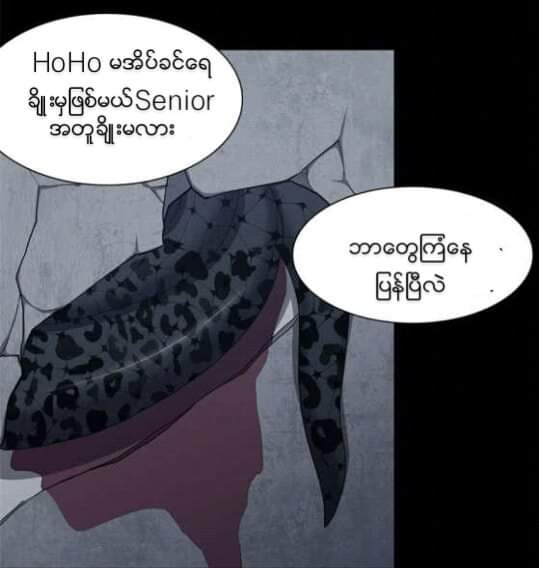 HoHo မအိပ်ခင်ရေ
ချိုးမှဖြစ်မယ်Senior
အတူချိုးမလား
ဘာတွေကြံနေ
ပြန်ပြီလဲ